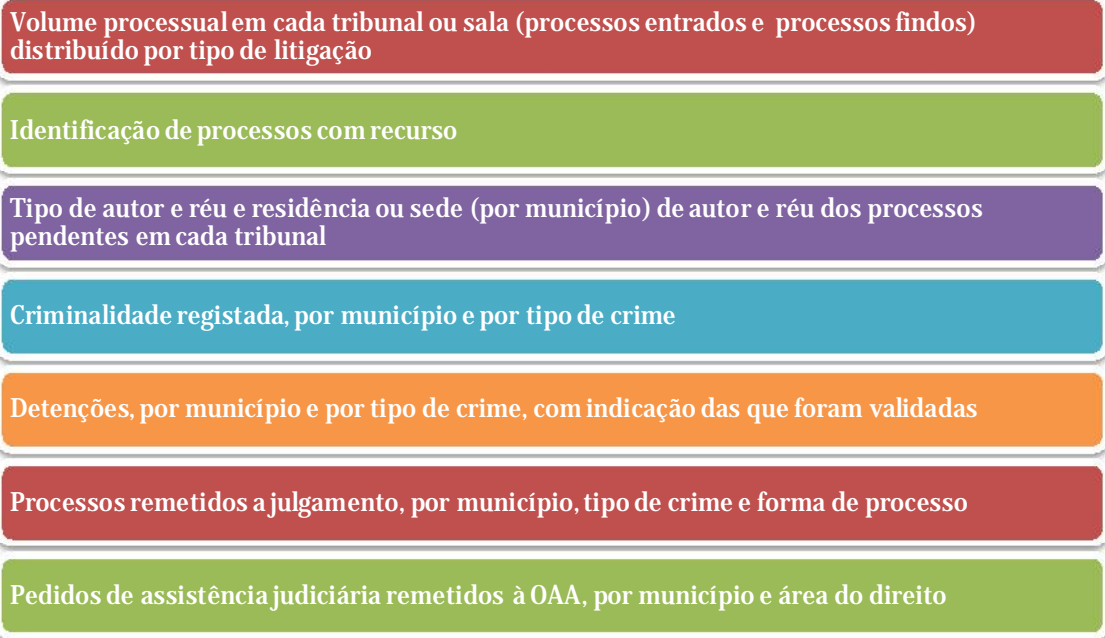 Volume processual em cada tribunal ou sala (processos entrados e processos findos)
distribuído por tipo de litigação
Identificação de processos com recurso
Tipo de autor e réu e residência ou sede (por município) de autor e réu dos processos
pendentes em cada tribunal
Criminalidade registada, por município e por tipo de crime
Detenções, por município e por tipo de crime, com indicação das que foram validadas
Processos remetidos a julgamento, por município, tipo de crime e forma de processo
Pedidos de assistência judiciária remetidos à OAA, por município e área do direito